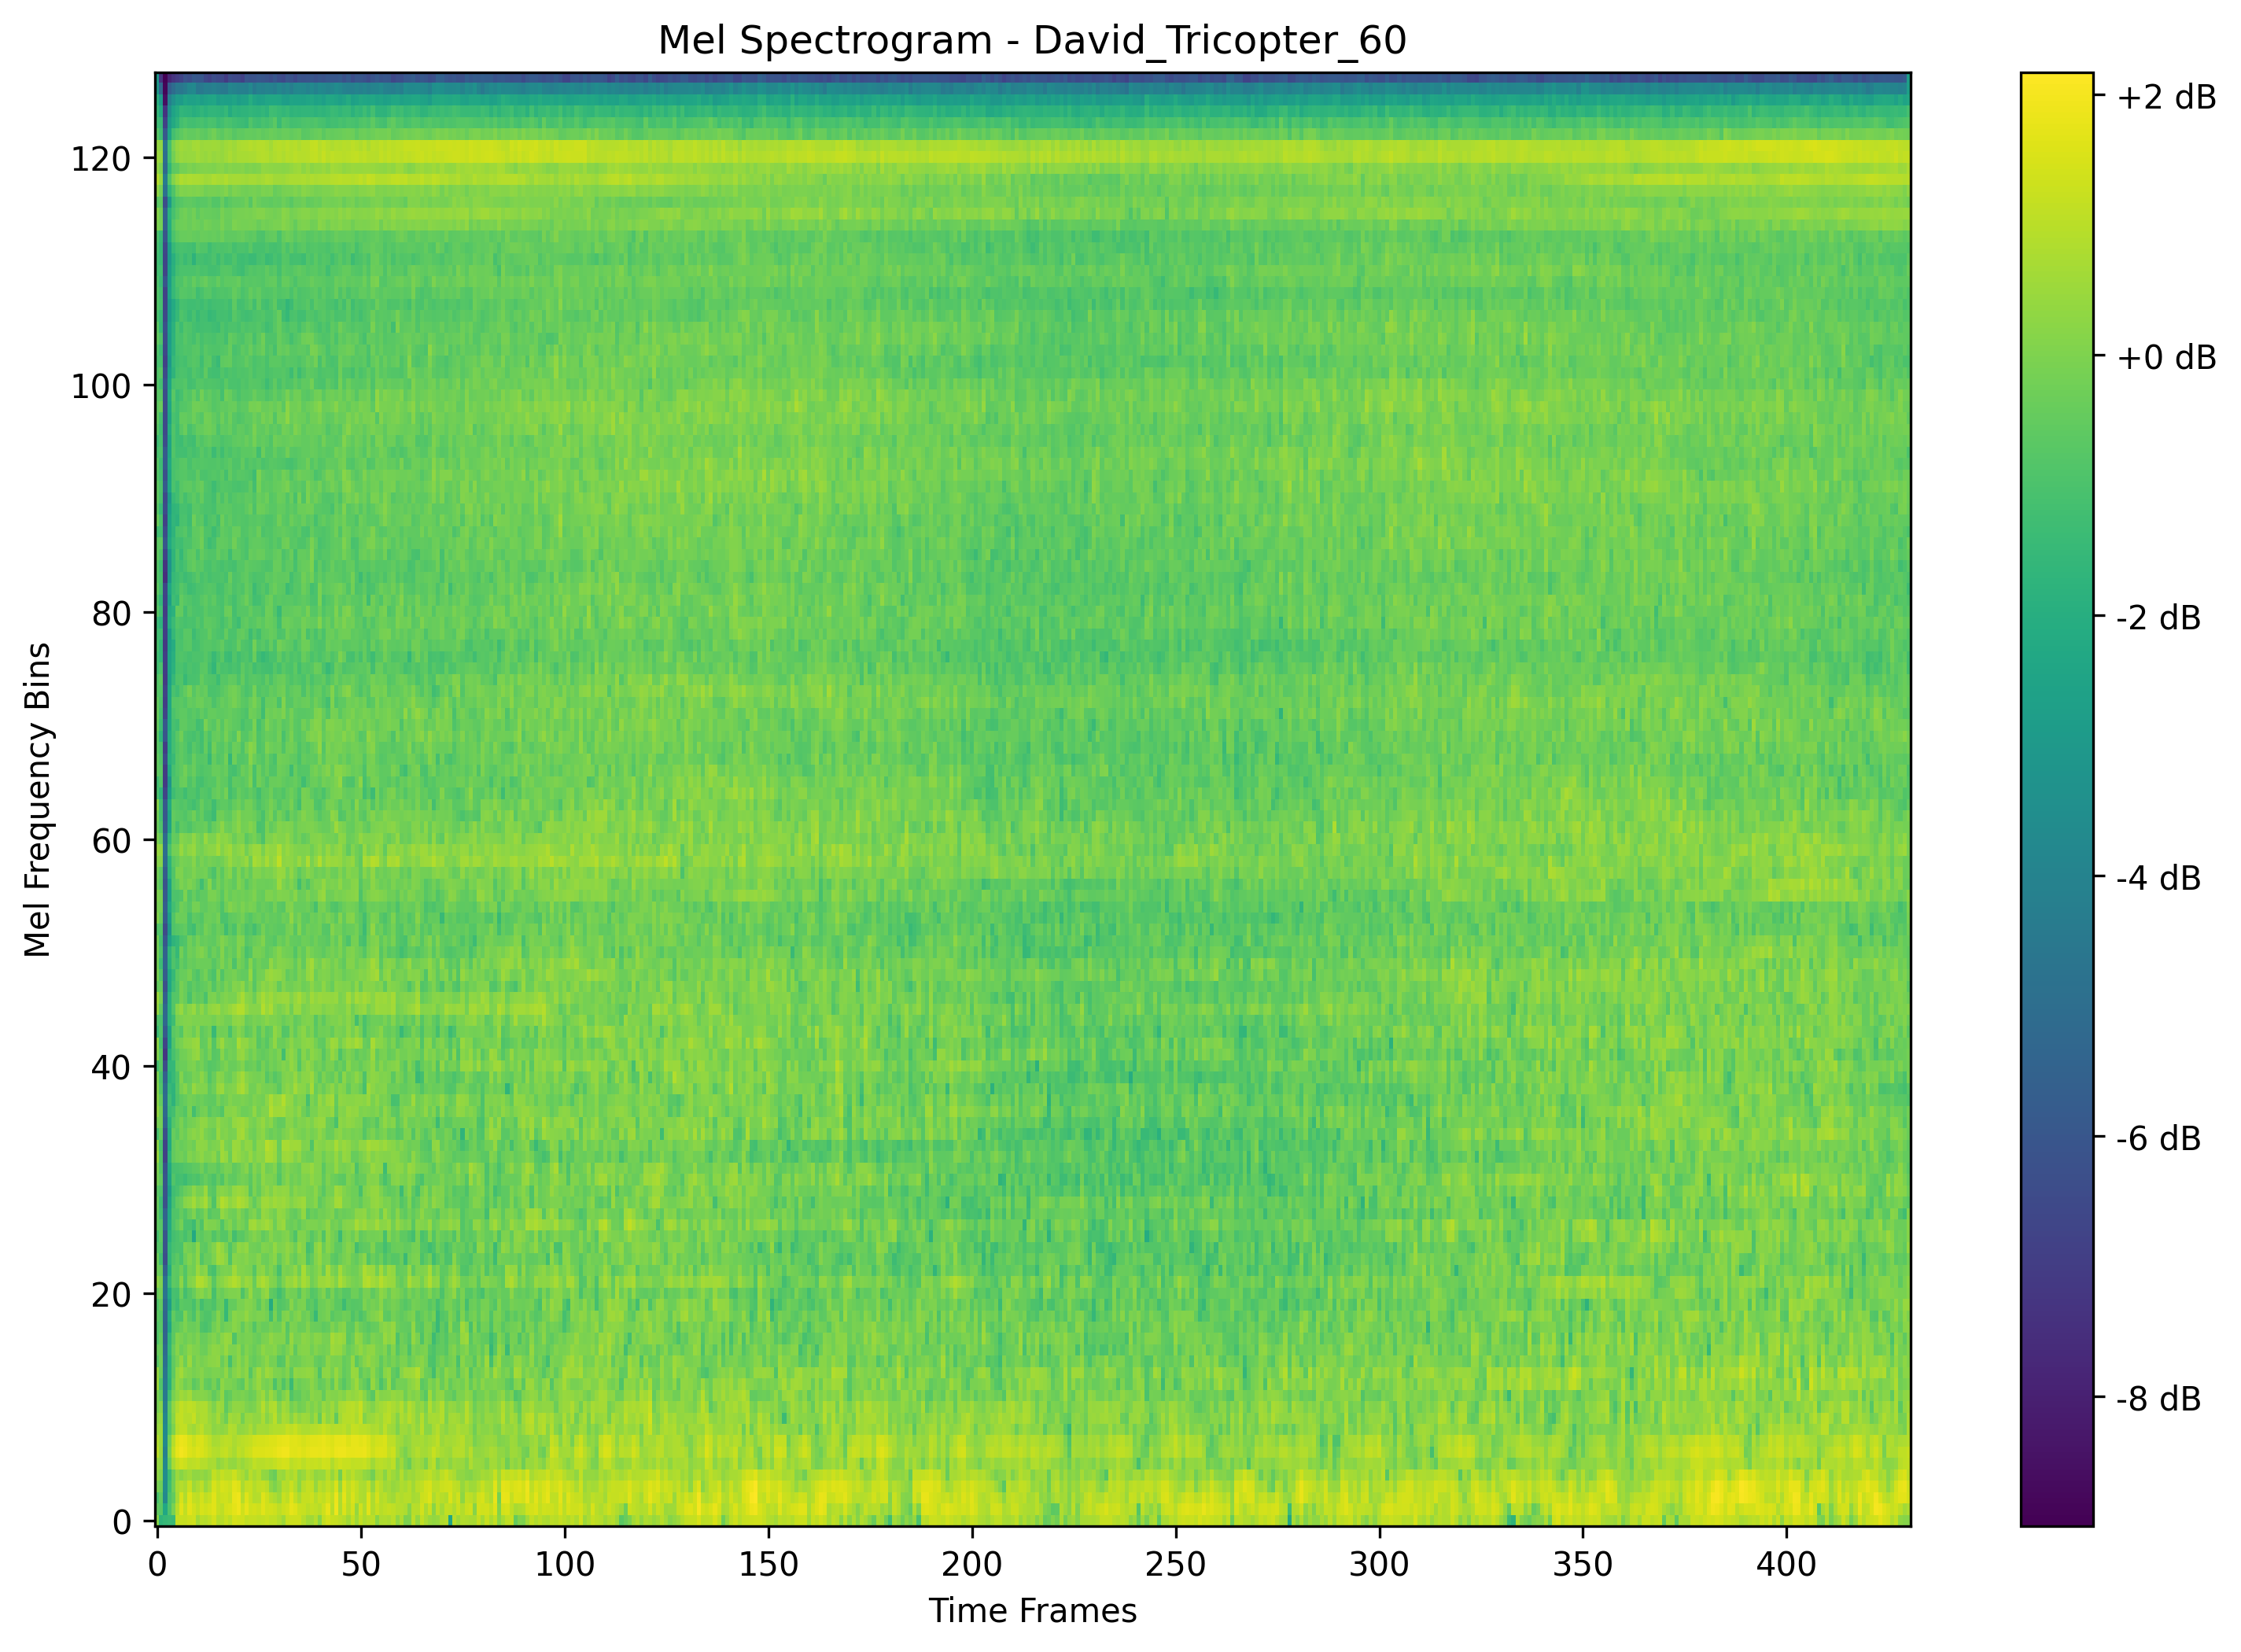 Mel Spectrogram - David_Tricopter_60
Mel Frequency Bins
120
100
80
60
40
20
0
0 50 100 150 200 250 300 350 400
Time Frames
+2 dB
+0 dB
-2 dB
-4 dB
-6 dB
-8 dB